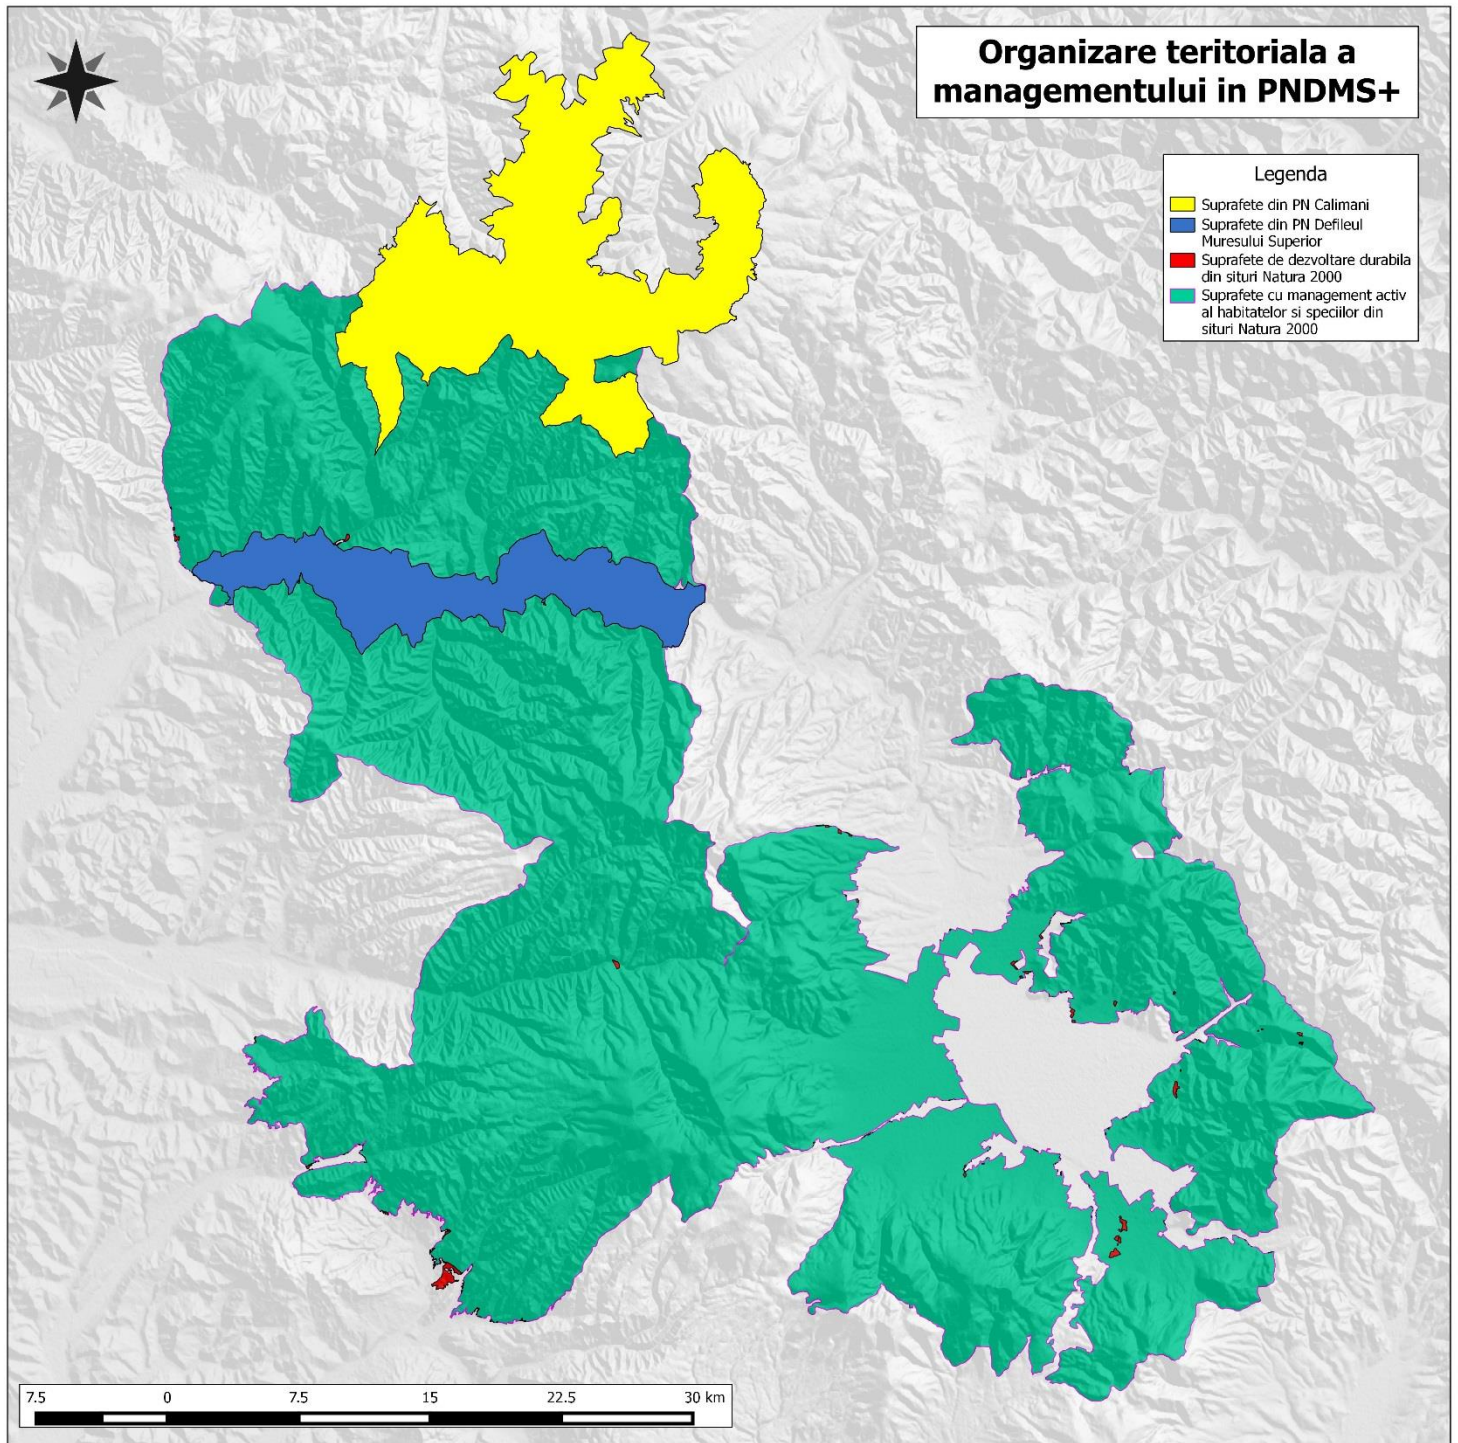 Organizare teritoriala a
managementului in PNDMS+
Legenda
Suprafete din PN Calimani
Suprafete din PN Defileul
Muresului Superior
Suprafete de dezvoltare durabila
din situri Natura 2000
Suprafete cu management activ
al habitatelor si speciilor din
situri Natura 2000
7.5 0 7.5 15 22.5 30 km